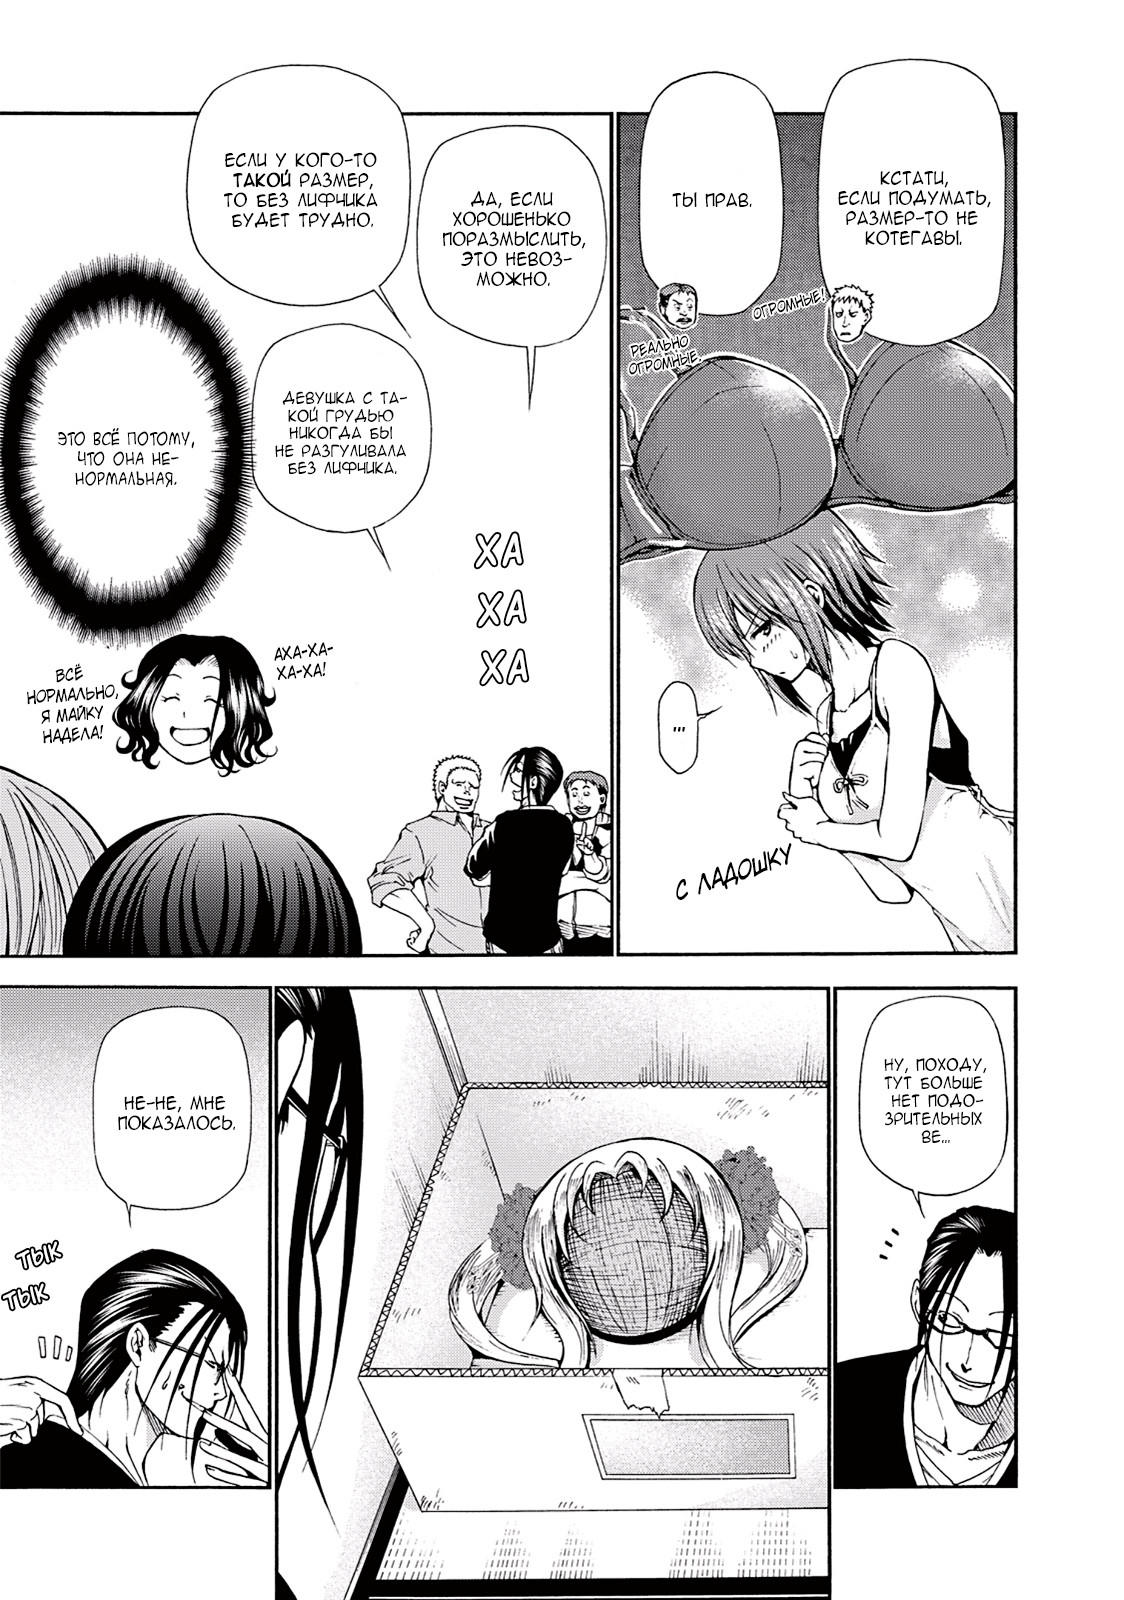 КСТАТИ,
ЕСЛИ ПОДУМАТЬ,
РАЗМЕР-ТО НЕ
КОТЕГАВЫ.
ОГРОМНЫЕ!
ТЫ ПРАВ.
РЕАЛЬНО
ОГРОМНЫЕ.
...
С ЛАДОШКУ
ДА, ЕСЛИ
ХОРОШЕНЬКО
ПОРАЗМЫСЛИТЬ,
ЭТО НЕВОЗ-
МОЖНО.
ЕСЛИ У КОГО-ТО
ТАКОЙ РАЗМЕР,
ТО БЕЗ ЛИФЧИКА
БУДЕТ ТРУДНО.
ДЕВУШКА С ТА-
КОЙ ГРУДЬЮ
НИКОГДА БЫ
НЕ РАЗГУЛИВАЛА
БЕЗ ЛИФЧИКА.
ХА
ХА
ХА
ЭТО ВСЁ ПОТОМУ,
ЧТО ОНА НЕ-
НОРМАЛЬНАЯ.
АХА-ХА-
ХА-ХА!
ВСЁ
НОРМАЛЬНО,
Я МАЙКУ
НАДЕЛА!
НУ, ПОХОДУ,
ТУТ БОЛЬШЕ
НЕТ ПОДО-
ЗРИТЕЛЬНЫХ
ВЕ...
НЕ-НЕ, МНЕ
ПОКАЗАЛОСЬ.
ТЫК
ТЫК